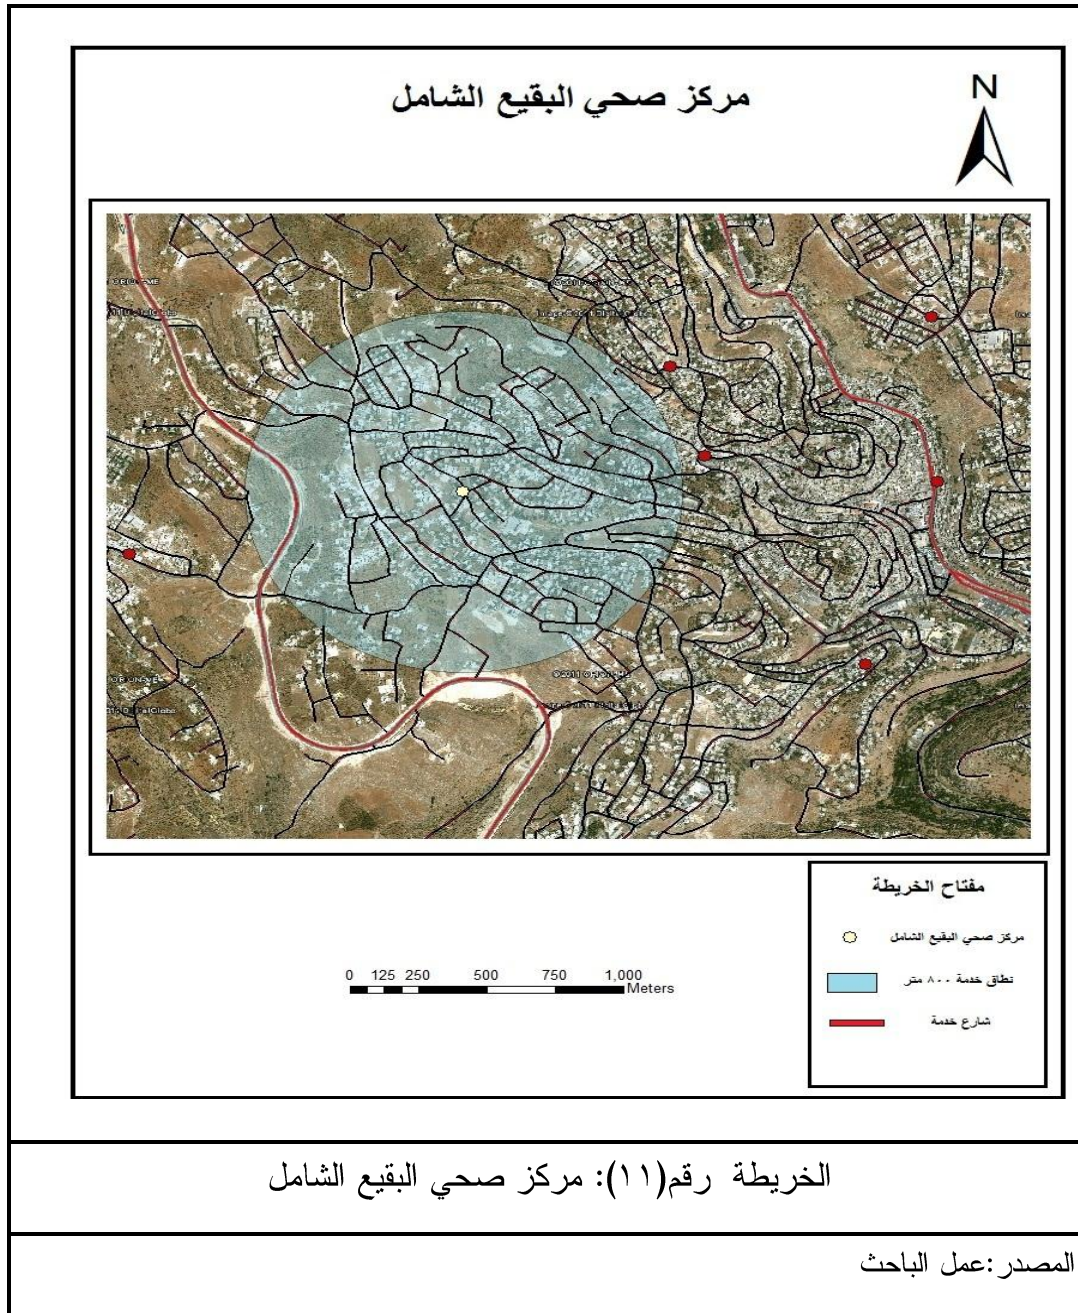 مركز صحي البقيع الشامل
N
مفتاح الخريطة
مركز صحي البقيع الشامل
نطاق خدمة ٨٠٠ متر
شارع خدمة
0 125 250 500 750 1,000
Meters
الخريطة رقم(١١): مركز صحي البقيع الشامل
المصدر:عمل الباحث